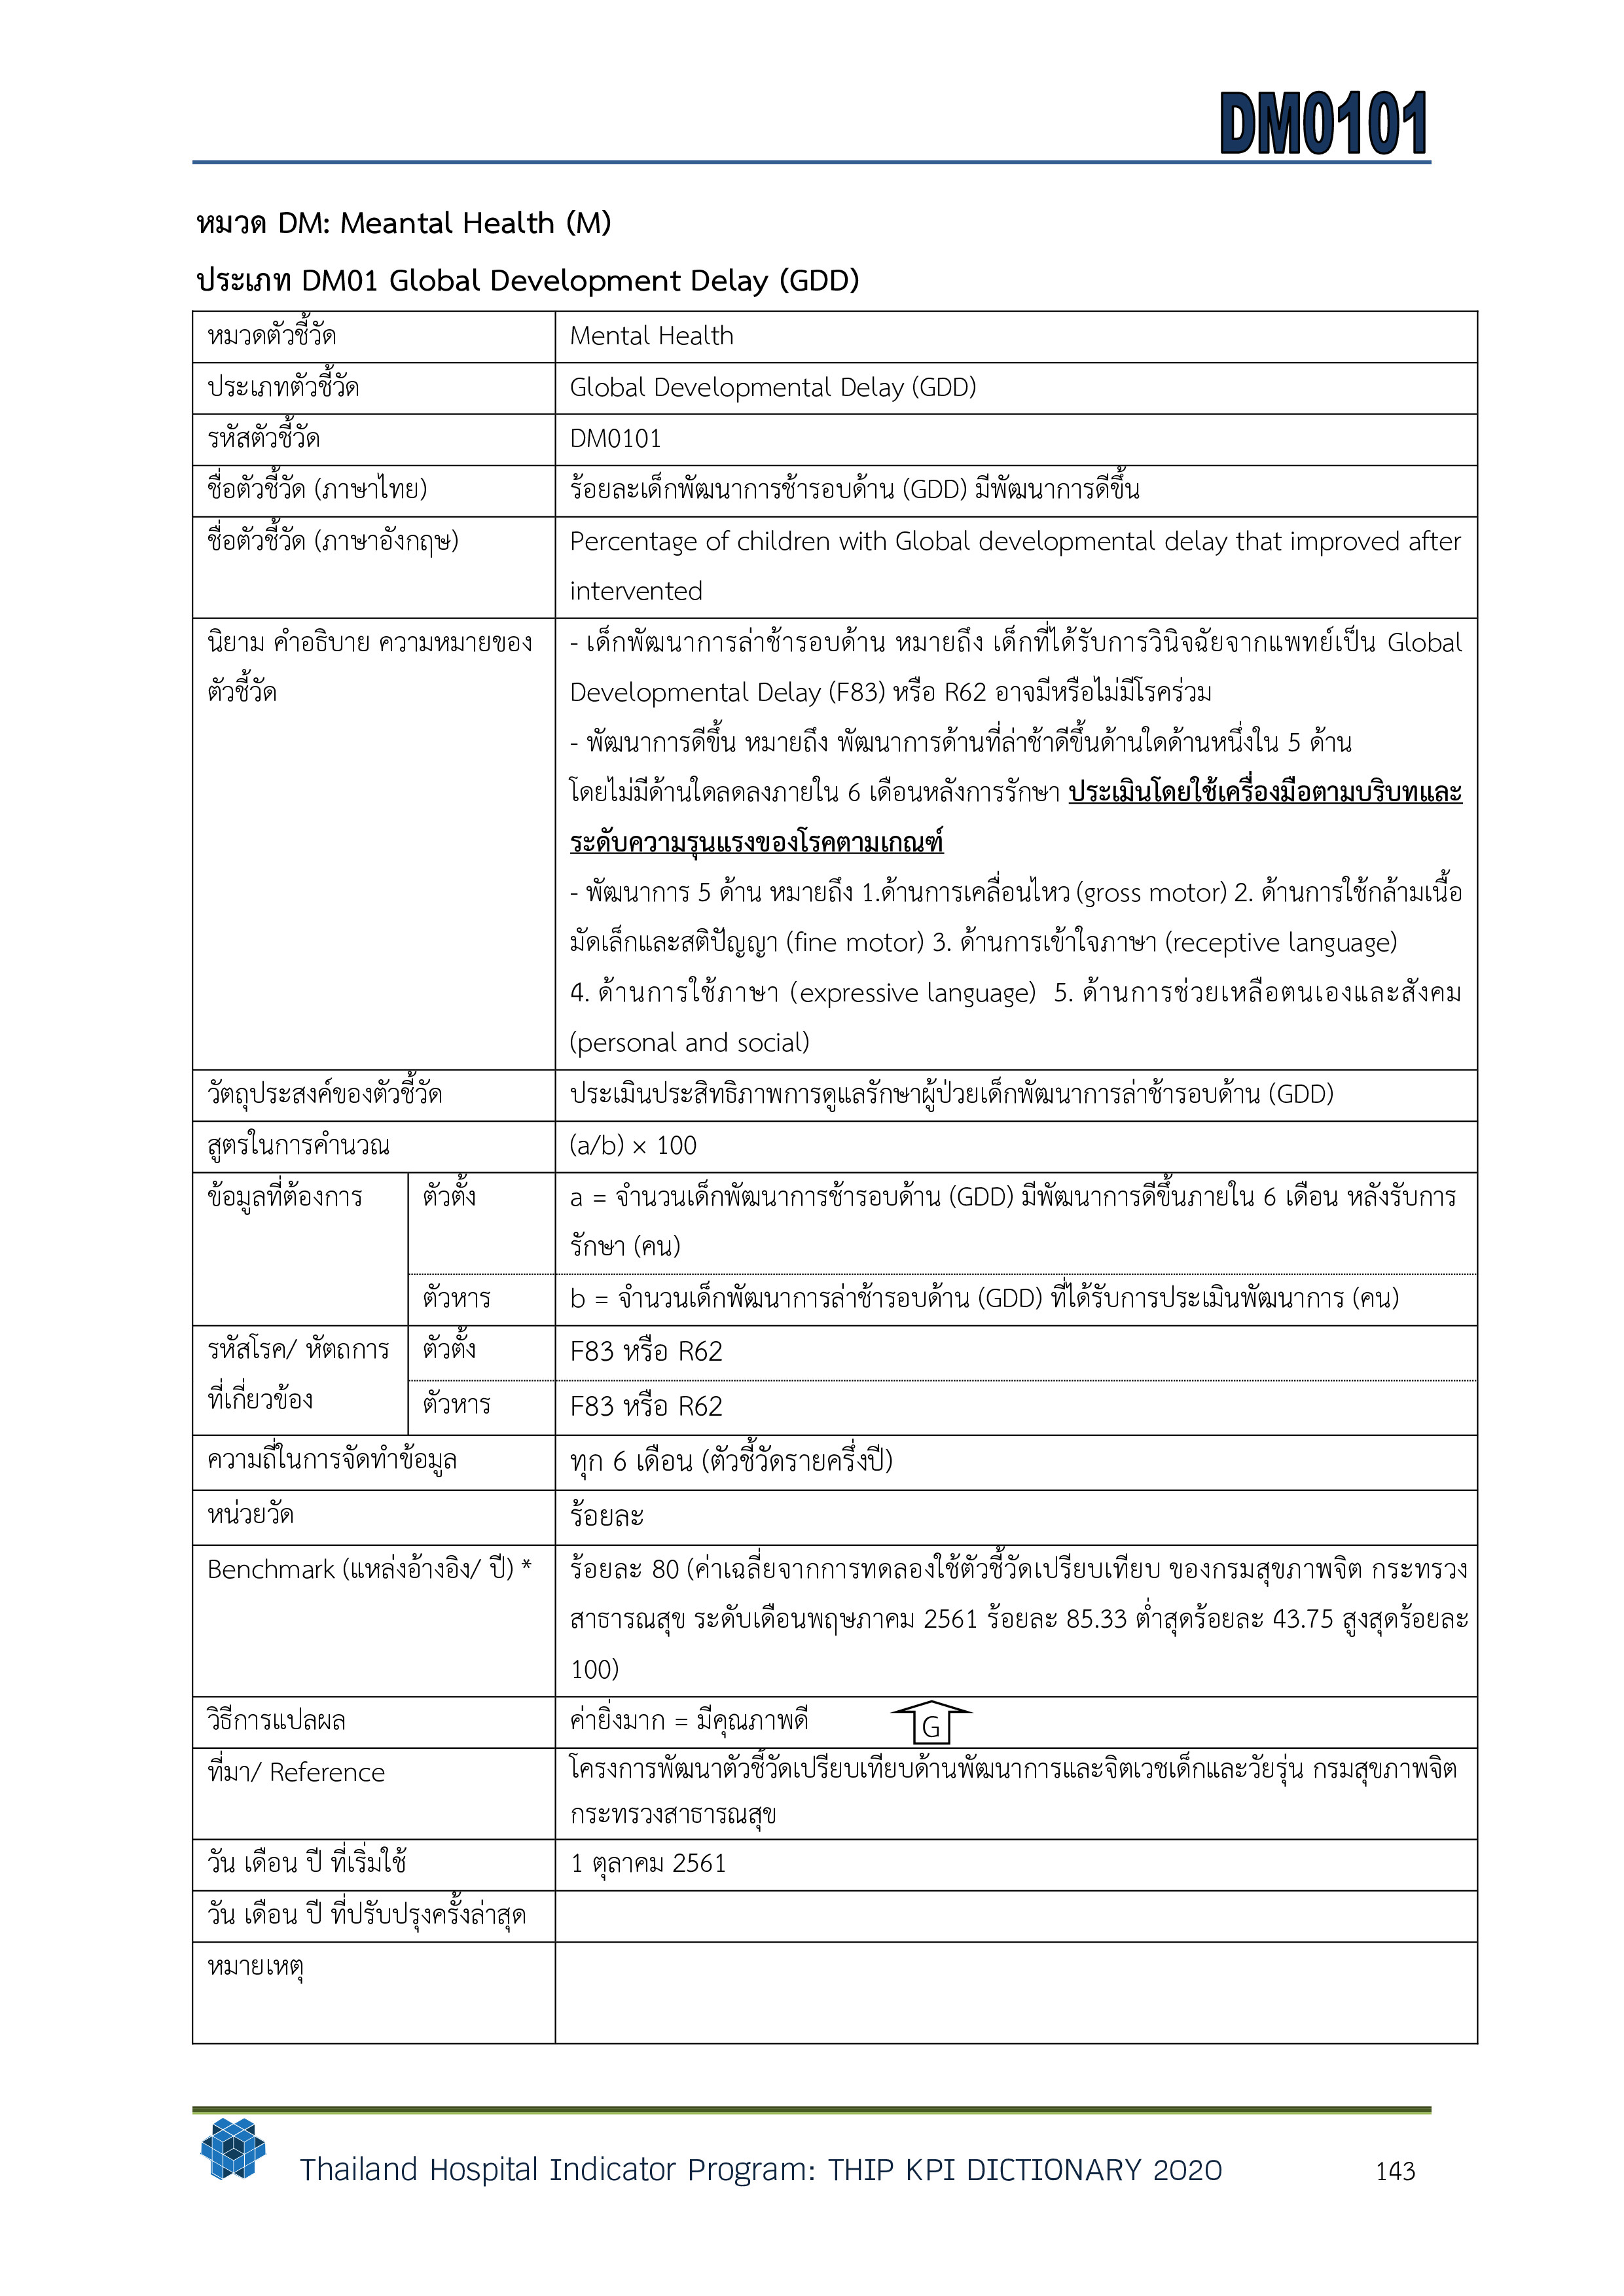 DM0101
หมวด DM: Meantal Health (M)
ประเภท DM01 Global Development Delay (GDD)
หมวดตัวชี้วัด Mental Health
ประเภทตัวชี้วัด Global Developmental Delay (GDD)
รหัสตัวชี้วัด DM0101
ชื่อตัวชี้วัด (ภาษาไทย) ร้อยละเด็กพัฒนาการช้ารอบด้าน (GDD) มีพัฒนาการดีขึ้น
ชื่อตัวชี้วัด (ภาษาอังกฤษ) Percentage of children with Global developmental delay that improved after
intervented
นิยาม คำอธิบาย ความหมายของ
ตัวชี้วัด
- เด็กพัฒนาการล่าช้ารอบด้าน หมายถึง เด็กที่ได้รับการวินิจฉัยจากแพทย์เป็น Global
Developmental Delay (F83) หรือ R62 อาจมีหรือไม่มีโรคร่วม
- พัฒนาการดีขึ้น หมายถึง พัฒนาการด้านที่ล่าช้าดีขึ้นด้านใดด้านหนึ่งใน 5 ด้าน
โดยไม่มีด้านใดลดลงภายใน 6 เดือนหลังการรักษา ประเมินโดยใช้เครื่องมือตามบริบทและ
ระดับความรุนแรงของโรคตามเกณฑ์
- พัฒนาการ 5 ด้าน หมายถึง 1.ด้านการเคลื่อนไหว (gross motor) 2. ด้านการใช้กล้ามเนื้อ
มัดเล็กและสติปัญญา (fine motor) 3. ด้านการเข้าใจภาษา (receptive language)
4. ด้านการใช้ภาษา (expressive language) 5. ด้านการช่วยเหลือตนเองและสังคม
(personal and social)
วัตถุประสงค์ของตัวชี้วัด ประเมินประสิทธิภาพการดูแลรักษาผู้ป่วยเด็กพัฒนาการล่าช้ารอบด้าน (GDD)
สูตรในการคำนวณ (a/b) × 100
ข้อมูลที่ต้องการ ตัวตั้ง a = จำนวนเด็กพัฒนาการช้ารอบด้าน (GDD) มีพัฒนาการดีขึ้นภายใน 6 เดือน หลังรับการ
รักษา (คน)
ตัวหาร b = จำนวนเด็กพัฒนาการล่าช้ารอบด้าน (GDD) ที่ได้รับการประเมินพัฒนาการ (คน)
รหัสโรค/ หัตถการ ตัวตั้ง F83 หรือ R62
ที่เกี่ยวข้อง ตัวหาร F83 หรือ R62
ความถี่ในการจัดทำข้อมูล ทุก 6 เดือน (ตัวชี้วัดรายครึ่งปี)
หน่วยวัด ร้อยละ
Benchmark (แหล่งอ้างอิง/ ปี) * ร้อยละ 80 (ค่าเฉลี่ยจากการทดลองใช้ตัวชี้วัดเปรียบเทียบ ของกรมสุขภาพจิต กระทรวง
สาธารณสุข ระดับเดือนพฤษภาคม 2561 ร้อยละ 85.33 ต่ำสุดร้อยละ 43.75 สูงสุดร้อยละ
100)
วิธีการแปลผล ค่ายิ่งมาก = มีคุณภาพดี G
ที่มา/ Reference โครงการพัฒนาตัวชี้วัดเปรียบเทียบด้านพัฒนาการและจิตเวชเด็กและวัยรุ่น กรมสุขภาพจิต
กระทรวงสาธารณสุข
วัน เดือน ปี ที่เริ่มใช้ 1 ตุลาคม 2561
วัน เดือน ปี ที่ปรับปรุงครั้งล่าสุด
หมายเหตุ
Thailand Hospital Indicator Program: THIP KPI DICTIONARY 2020 143